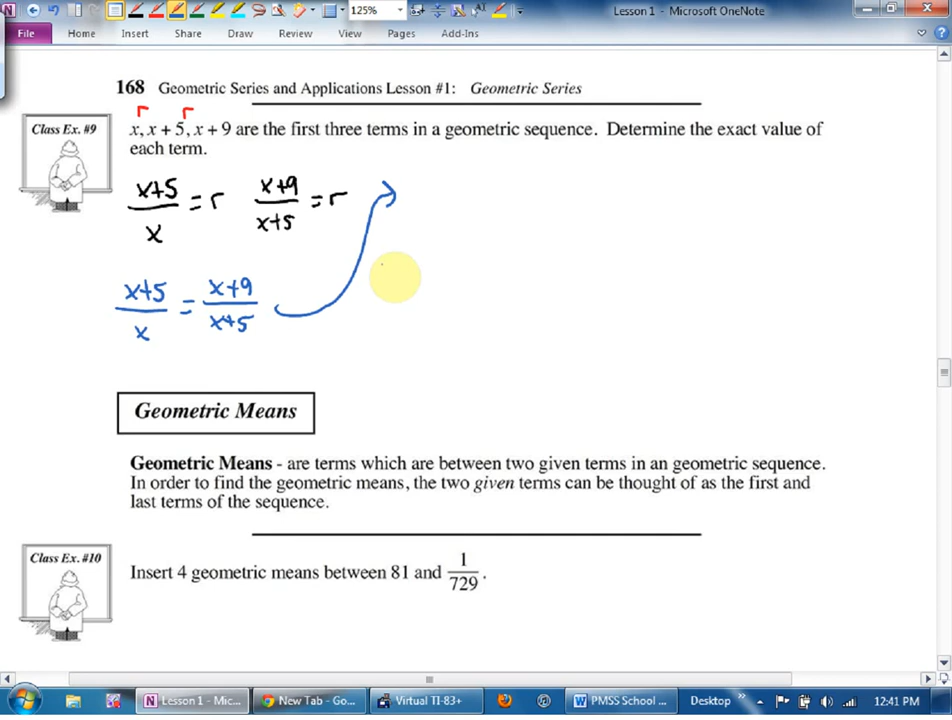 125%
Lesson 1 - Microsoft OneNote
File Home Insert Share Draw Review View Pages Add-Ins
168 Geometric Series and Applications Lesson #1: Geometric Series
Class Ex. #9
r r
x, x + 5, x + 9 are the first three terms in a geometric sequence. Determine the exact value of
each term.
x+5/x = r x+9/x+5 = r
x+5/x = x+9/x+5
Geometric Means
Geometric Means - are terms which are between two given terms in an geometric sequence.
In order to find the geometric means, the two given terms can be thought of as the first and
last terms of the sequence.
Class Ex. #10
Insert 4 geometric means between 81 and 1/729.
Lesson 1 - Mic... New Tab - Go... Virtual TI-83+ PMSS School ... Desktop » 12:41 PM